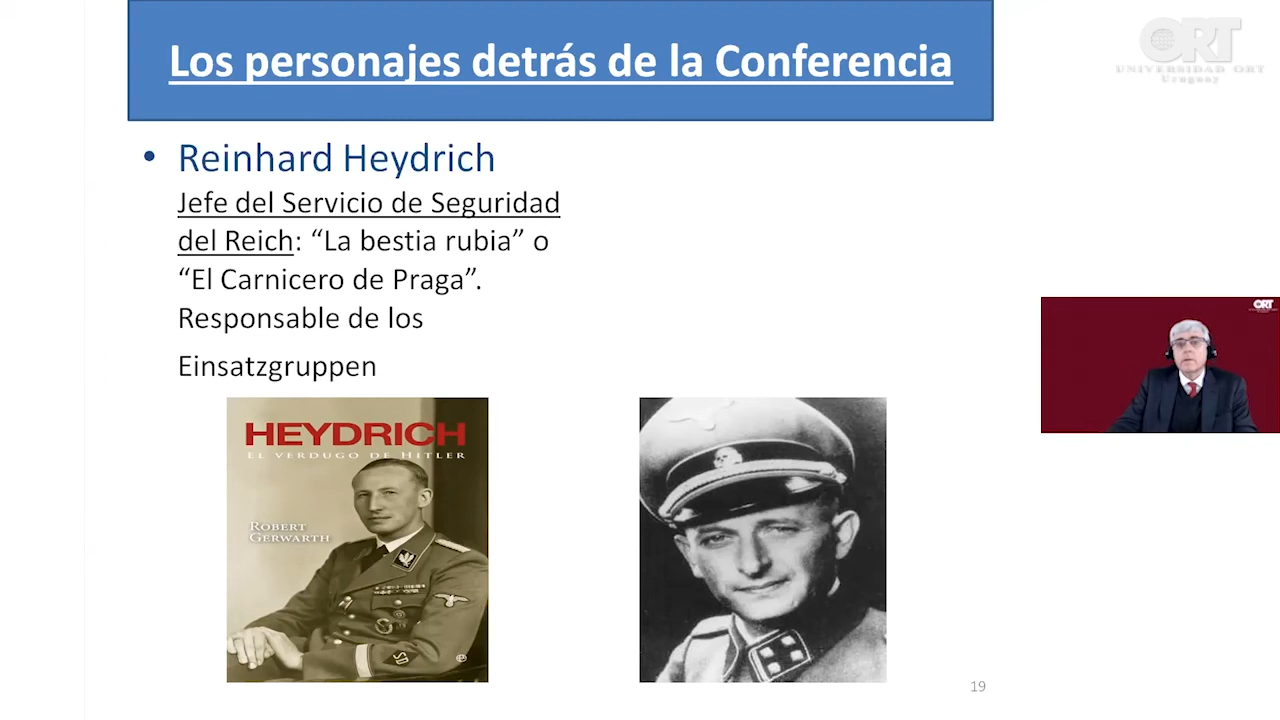 Los personajes detrás de la Conferencia
ORT
UNIVERSIDAD ORT
Uruguay
• Reinhard Heydrich
Jefe del Servicio de Seguridad
del Reich: “La bestia rubia” o
“El Carnicero de Praga”.
Responsable de los
Einsatzgruppen
HEYDRICH
EL VERDUGO DE HITLER
ROBERT
GERWARTH
SD
ORT
19